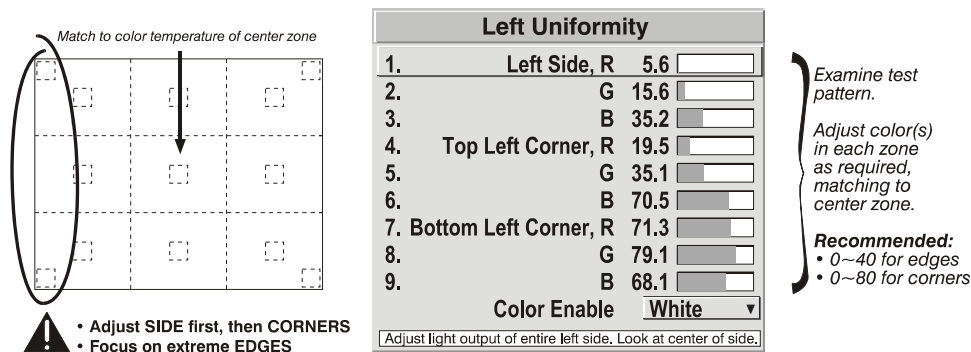 Match to color temperature of center zone
• Adjust SIDE first, then CORNERS
• Focus on extreme EDGES
Left Uniformity
1. Left Side, R 5.6
2. G 15.6
3. B 35.2
4. Top Left Corner, R 19.5
5. G 35.1
6. B 70.5
7. Bottom Left Corner, R 71.3
8. G 79.1
9. B 68.1
Color Enable White
Adjust light output of entire left side. Look at center of side.
Examine test
pattern.
Adjust color(s)
in each zone
as required,
matching to
center zone.
Recommended:
• 0~40 for edges
• 0~80 for corners